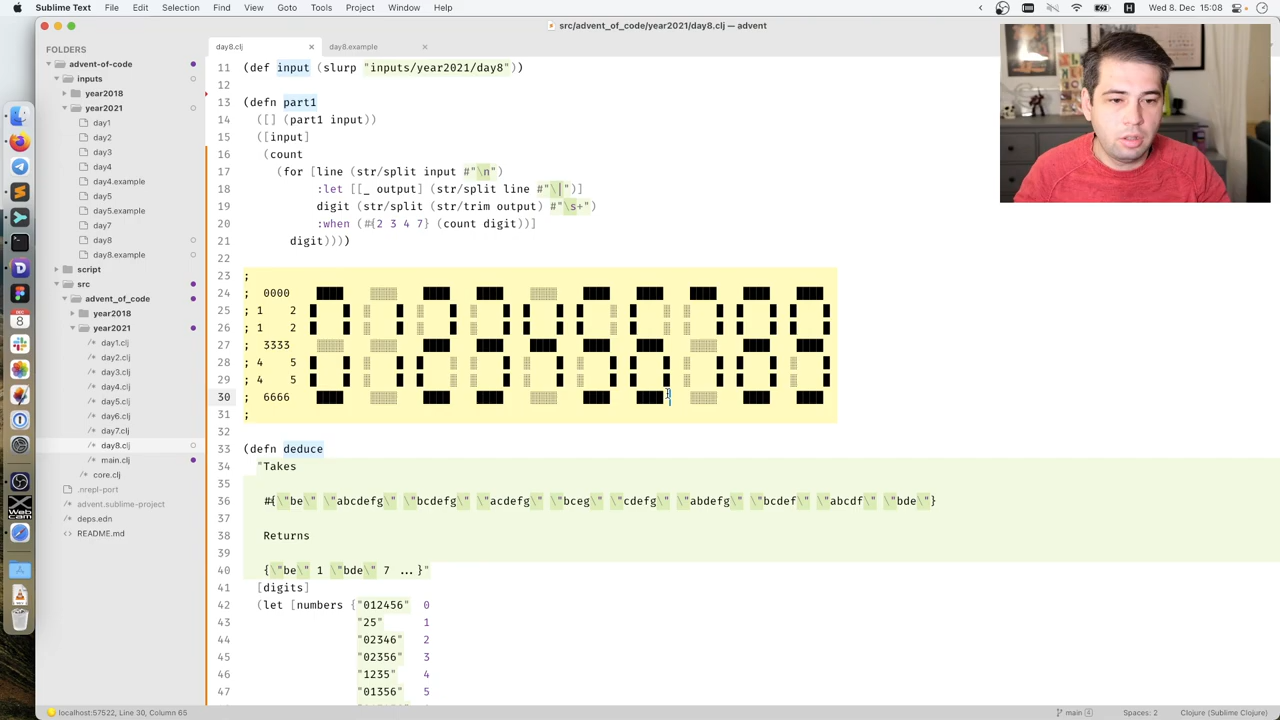 Sublime Text File Edit Selection Find View Goto Tools Project Window Help Wed 8. Dec 15:08
src/advent_of_code/year2021/day8.clj — advent
FOLDERS
advent-of-code
inputs
year2018
year2021
day1
day2
day3
day4
day4.example
day5
day5.example
day7
day8
day8.example
script
src
advent_of_code
year2018
year2021
day1.clj
day2.clj
day3.clj
day4.clj
day5.clj
day6.clj
day7.clj
day8.clj
main.clj
core.clj
.nrepl-port
advent.sublime-project
deps.edn
README.md
day8.clj day8.example
11 (def input (slurp "inputs/year2021/day8"))
12
13 (defn part1
14 ([] (part1 input))
15 ([input]
16 (count
17 (for [line (str/split input #"\n")
18 :let [[_ output] (str/split line #"\|")]
19 digit (str/split (str/trim output) #"\s+")
20 :when (#{2 3 4 7} (count digit))]
21 digit))))
22
23 ;
24 ; 0000
25 ; 1 2
26 ; 1 2
27 ; 3333
28 ; 4 5
29 ; 4 5
30 ; 6666
31 ;
32
33 (defn deduce
34 "Takes
35
36 #{\"be\" \"abcdefg\" \"bcdefg\" \"acdefg\" \"bceg\" \"cdefg\" \"abdefg\" \"bcdef\" \"abcdf\" \"bde\"}
37
38 Returns
39
40 {\"be\" 1 \"bde\" 7 ...}"
41 [digits]
42 (let [numbers {"012456" 0
43 "25" 1
44 "02346" 2
45 "02356" 3
46 "1235" 4
47 "01356" 5
localhost:57522, Line 30, Column 65 main 4 Spaces: 2 Clojure (Sublime Clojure)